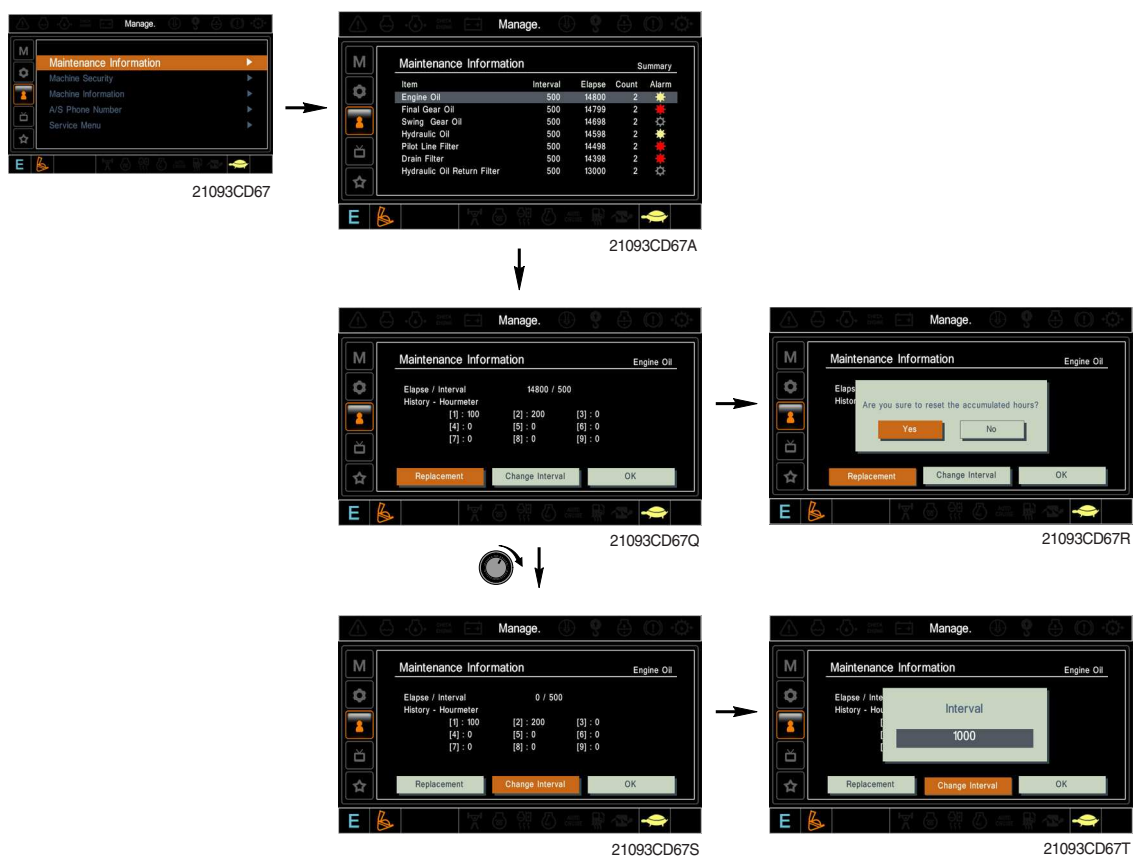 Manage.
M
Maintenance Information
Machine Security
Machine Information
A/S Phone Number
Service Menu
E
21093CD67
Manage.
M
Maintenance Information Summary
Item Interval Elapse Count Alarm
Engine Oil 500 14800 2
Final Gear Oil 500 14799 2
Swing Gear Oil 500 14698 2
Hydraulic Oil 500 14598 2
Pilot Line Filter 500 14498 2
Drain Filter 500 14398 2
Hydraulic Oil Return Filter 500 13000 2
E
21093CD67A
Manage.
M
Maintenance Information Engine Oil
Elapse / Interval 14800 / 500
History - Hourmeter
[1] : 100 [2] : 200 [3] : 0
[4] : 0 [5] : 0 [6] : 0
[7] : 0 [8] : 0 [9] : 0
Replacement Change Interval OK
E
21093CD67Q
Manage.
M
Maintenance Information Engine Oil
Elaps
Histor
Are you sure to reset the accumulated hours?
Yes No
Replacement Change Interval OK
E
21093CD67R
Manage.
M
Maintenance Information Engine Oil
Elapse / Interval 0 / 500
History - Hourmeter
[1] : 100 [2] : 200 [3] : 0
[4] : 0 [5] : 0 [6] : 0
[7] : 0 [8] : 0 [9] : 0
Replacement Change Interval OK
E
21093CD67S
Manage.
M
Maintenance Information Engine Oil
Elapse / Inte
History - Hou
Interval
1000
Replacement Change Interval OK
E
21093CD67T